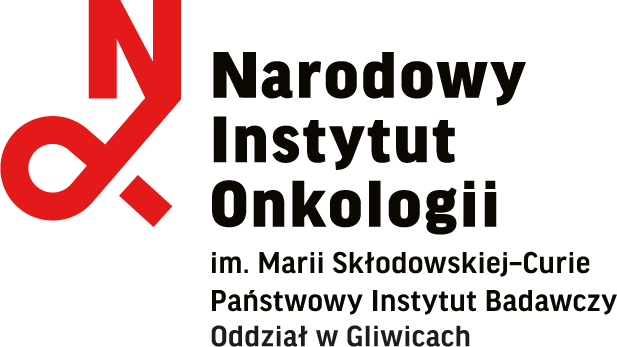 Narodowy
Instytut
Onkologii
im. Marii Skłodowskiej-Curie
Państwowy Instytut Badawczy
Oddział w Gliwicach